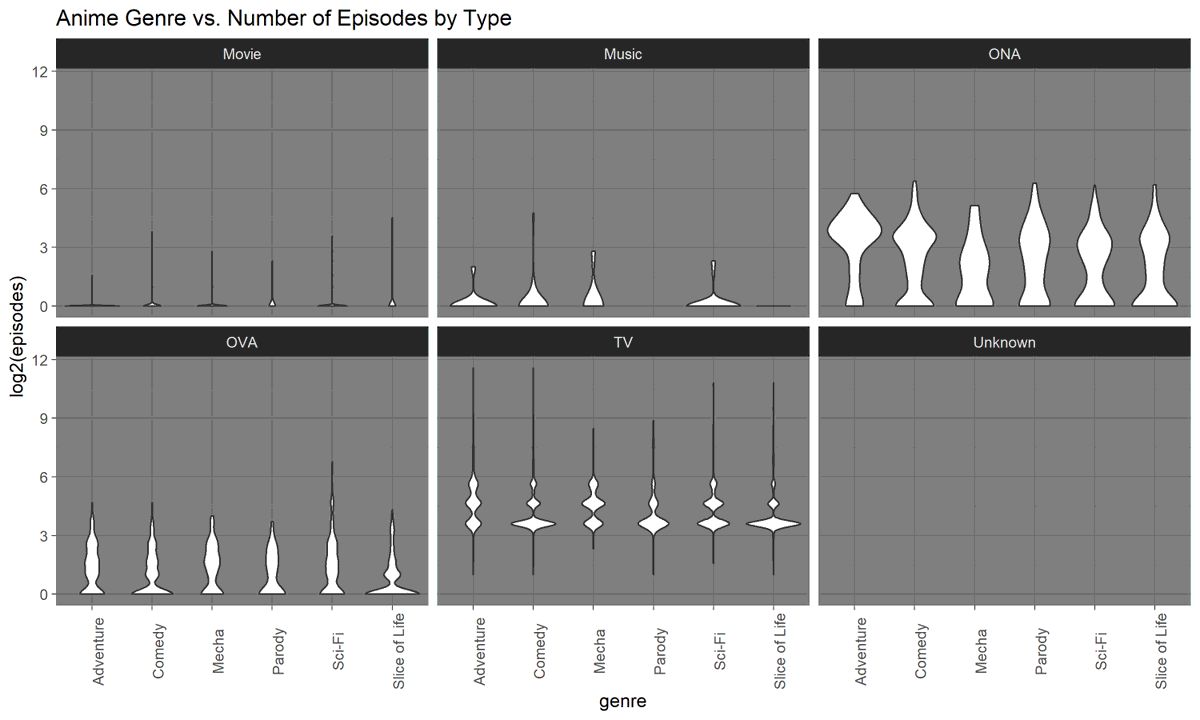 Anime Genre vs. Number of Episodes by Type
Movie
Music
ONA
12
9
6
3
0
OVA
TV
Unknown
12
9
6
3
0
log2(episodes)
Adventure
Comedy
Mecha
Parody
Sci-Fi
Slice of Life
Adventure
Comedy
Mecha
Parody
Sci-Fi
Slice of Life
Adventure
Comedy
Mecha
Parody
Sci-Fi
Slice of Life
genre